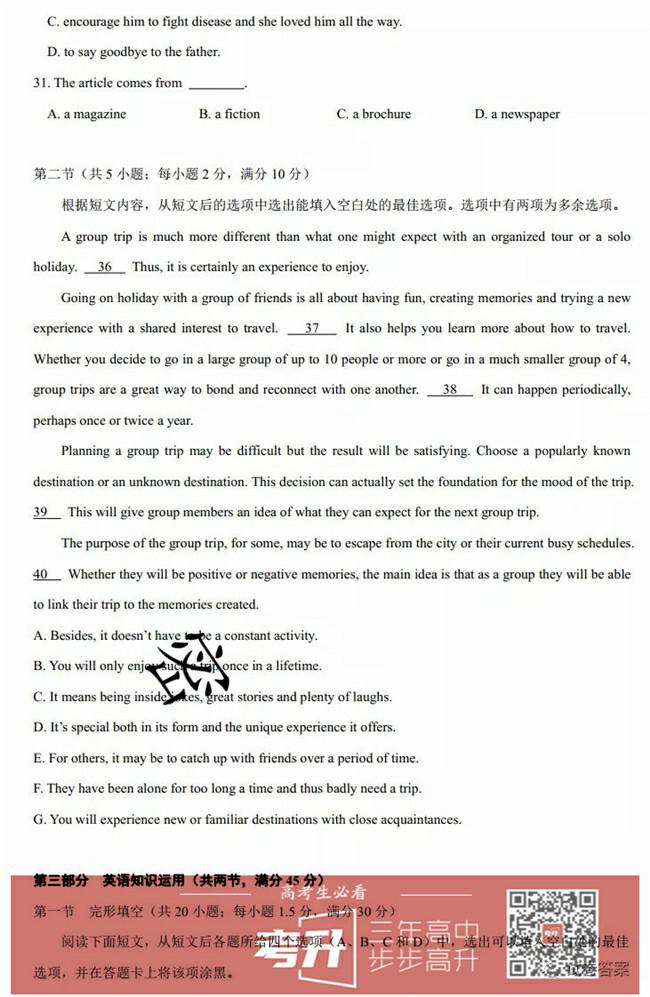 C. encourage him to fight disease and she loved him all the way.
D. to say goodbye to the father.
31. The article comes from ________.
A. a magazine B. a fiction C. a brochure D. a newspaper
第二节（共 5 小题；每小题 2 分，满分 10 分）
根据短文内容，从短文后的选项中选出能填入空白处的最佳选项。选项中有两项为多余选项。
A group trip is much more different than what one might expect with an organized tour or a solo
holiday. 36 Thus, it is certainly an experience to enjoy.
Going on holiday with a group of friends is all about having fun, creating memories and trying a new
experience with a shared interest to travel. 37 It also helps you learn more about how to travel.
Whether you decide to go in a large group of up to 10 people or more or go in a much smaller group of 4,
group trips are a great way to bond and reconnect with one another. 38 It can happen periodically,
perhaps once or twice a year.
Planning a group trip may be difficult but the result will be satisfying. Choose a popularly known
destination or an unknown destination. This decision can actually set the foundation for the mood of the trip.
39 This will give group members an idea of what they can expect for the next group trip.
The purpose of the group trip, for some, may be to escape from the city or their current busy schedules.
40 Whether they will be positive or negative memories, the main idea is that as a group they will be able
to link their trip to the memories created.
A. Besides, it doesn't have to be a constant activity.
B. You will only enjoy such a trip once in a lifetime.
C. It means being inside jokes, great stories and plenty of laughs.
D. It's special both in its form and the unique experience it offers.
E. For others, it may be to catch up with friends over a period of time.
F. They have been alone for too long a time and thus badly need a trip.
G. You will experience new or familiar destinations with close acquaintances.
密
第三部分 英语知识运用（共两节，满分 45 分）
高考生必看
第一节 完形填空（共 20 小题；每小题 1.5 分，满分 30 分）
考升 三年高中
步步高升
阅读下面短文，从短文后各题所给四个选项（A、B、C 和 D）中，选出可以填入空白处的最佳
选项，并在答题卡上将该项涂黑。
试卷答案